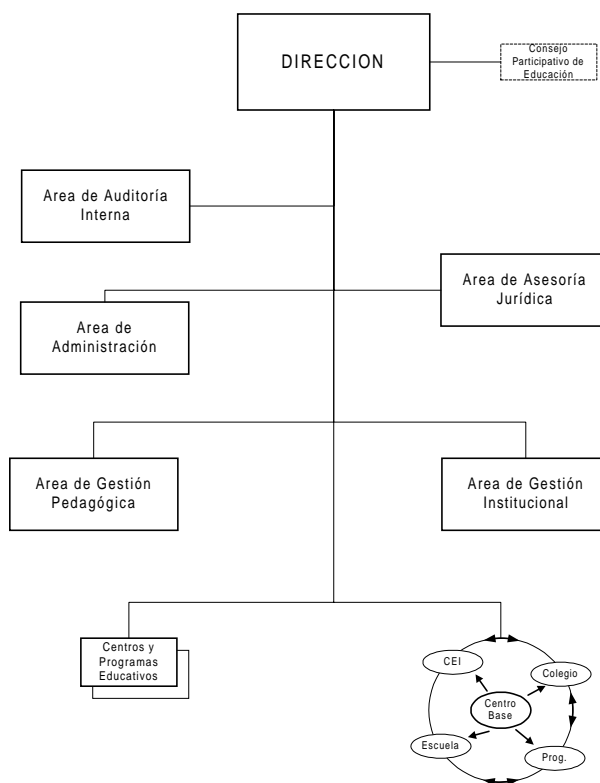 DIRECCION
Consejo
Participativo de
Educación
Area de Auditoría
Interna
Area de Asesoría
Jurídica
Area de
Administración
Area de Gestión
Pedagógica
Area de Gestión
Institucional
Centros y
Programas
Educativos
CEI
Colegio
Centro
Base
Escuela
Prog.